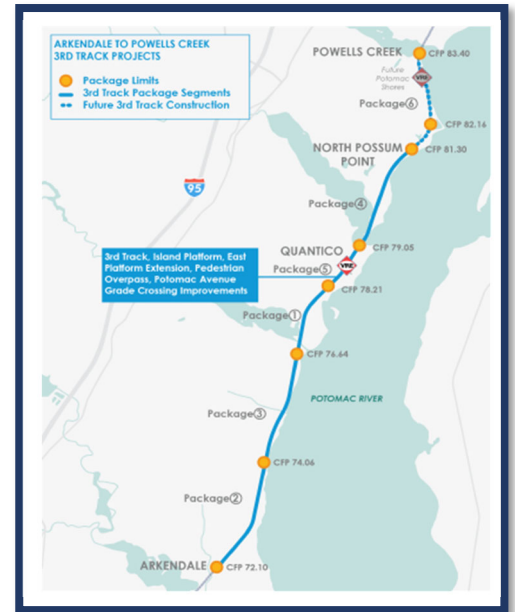 ARKENDALE TO POWELLS CREEK
3RD TRACK PROJECTS
Package Limits
3rd Track Package Segments
Future 3rd Track Construction
POWELLS CREEK
CFP 83.40
Future
Potomac
Shores
VRE
Package⑥
CFP 82.16
NORTH POSSUM
POINT
CFP 81.30
95
Package④
QUANTICO
CFP 79.05
VRE
3rd Track, Island Platform, East
Platform Extension, Pedestrian
Overpass, Potomac Avenue
Grade Crossing Improvements
Package⑤
CFP 78.21
Package①
CFP 76.64
POTOMAC RIVER
Package③
CFP 74.06
Package②
ARKENDALE
CFP 72.10